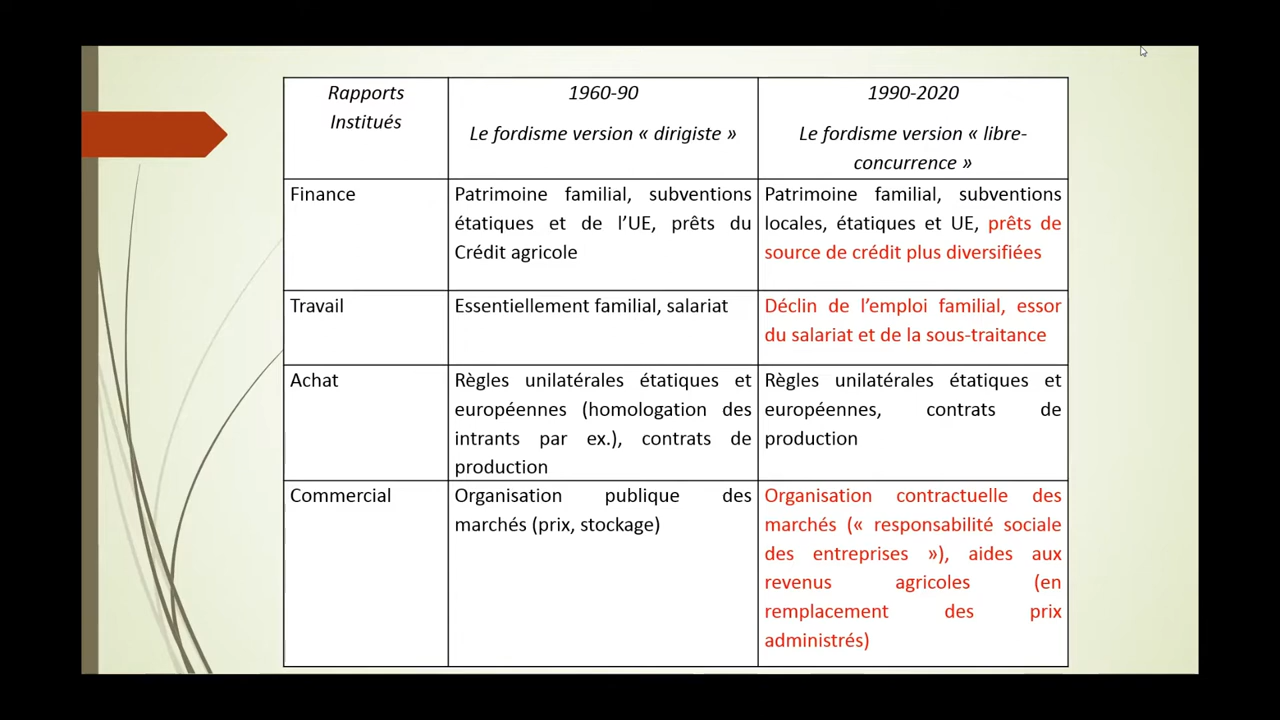 Rapports
Institués
1960-90
Le fordisme version « dirigiste »
1990-2020
Le fordisme version « libre-
concurrence »
Finance
Patrimoine familial, subventions
étatiques et de l’UE, prêts du
Crédit agricole
Patrimoine familial, subventions
locales, étatiques et UE, prêts de
source de crédit plus diversifiées
Travail
Essentiellement familial, salariat
Déclin de l’emploi familial, essor
du salariat et de la sous-traitance
Achat
Règles unilatérales étatiques et
européennes (homologation des
intrants par ex.), contrats de
production
Règles unilatérales étatiques et
européennes, contrats de
production
Commercial
Organisation publique des
marchés (prix, stockage)
Organisation contractuelle des
marchés (« responsabilité sociale
des entreprises »), aides aux
revenus agricoles (en
remplacement des prix
administrés)